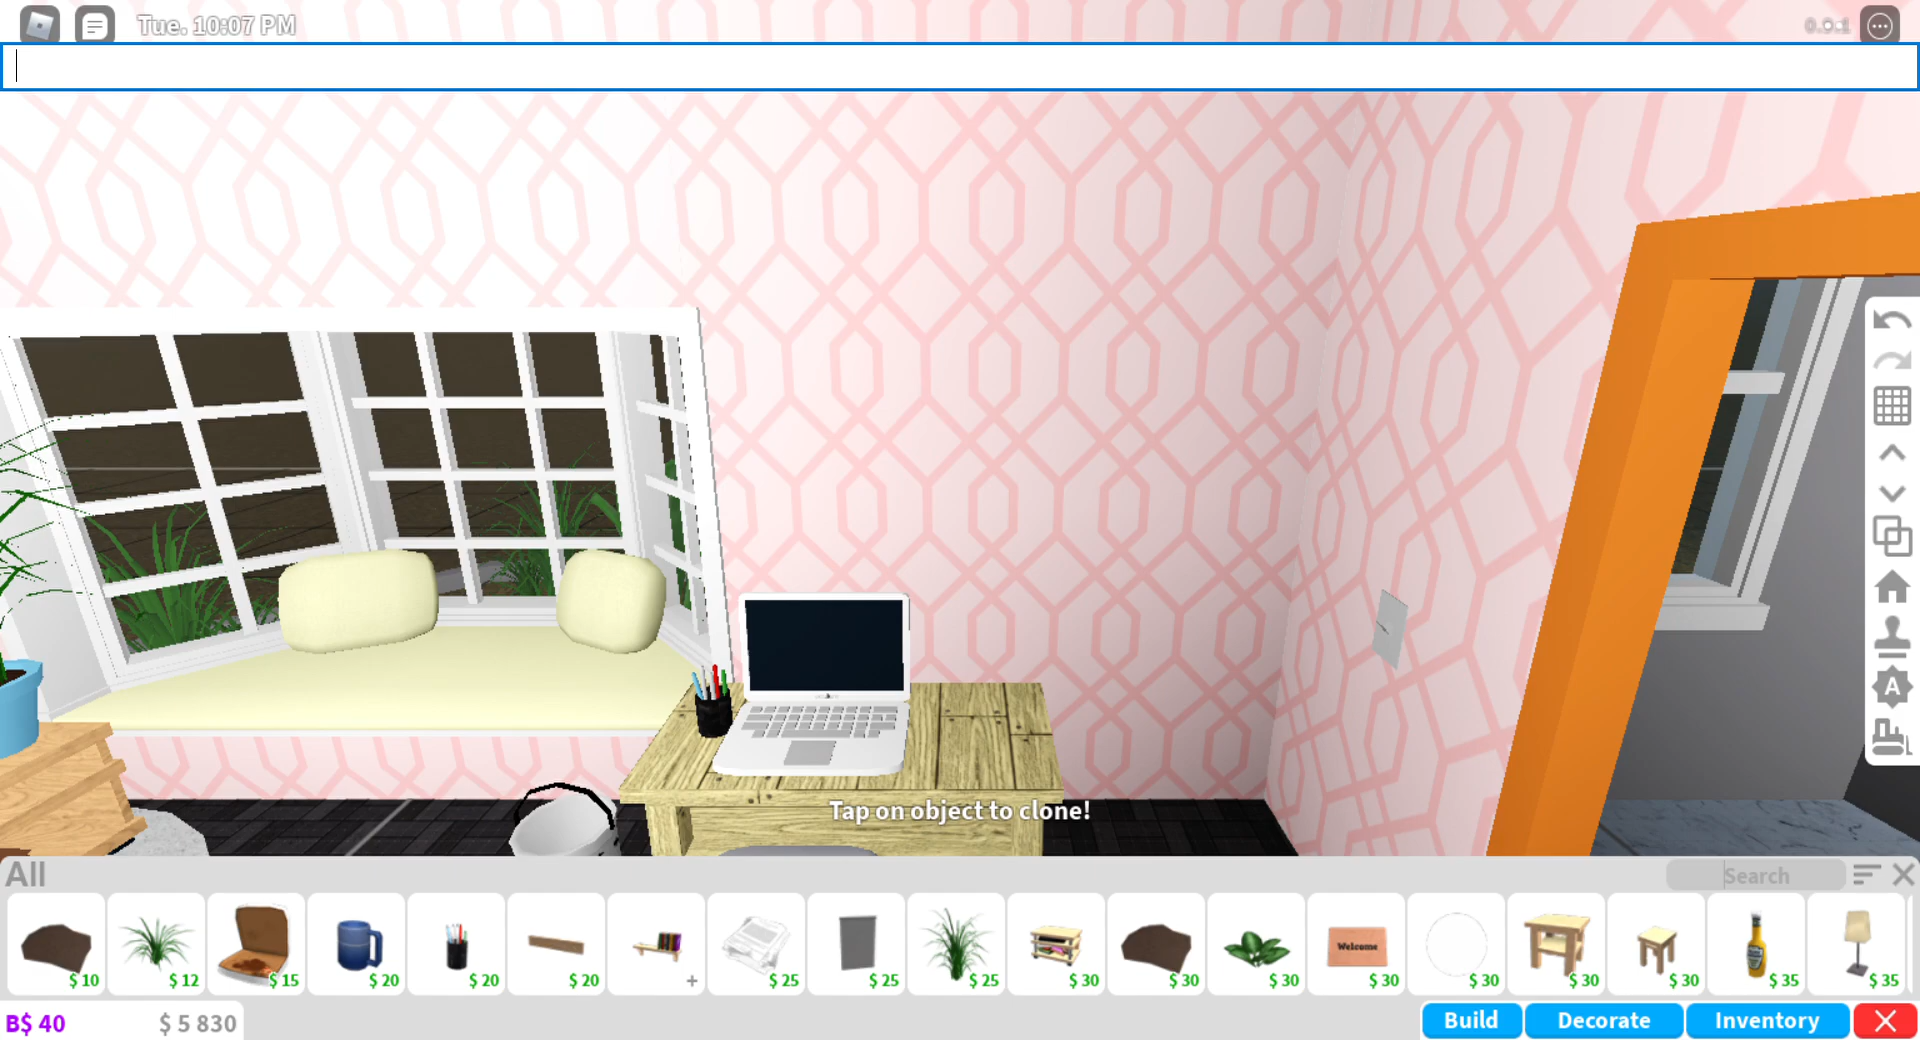 Tue. 10:07 PM
Tap on object to clone!
All
Search
$ 10
$ 12
$ 15
$ 20
$ 20
$ 20
+
$ 25
$ 25
$ 25
$ 30
$ 30
$ 30
Welcome
$ 30
$ 30
$ 30
$ 30
$ 35
$ 35
B$ 40
$ 5 830
Build
Decorate
Inventory
A